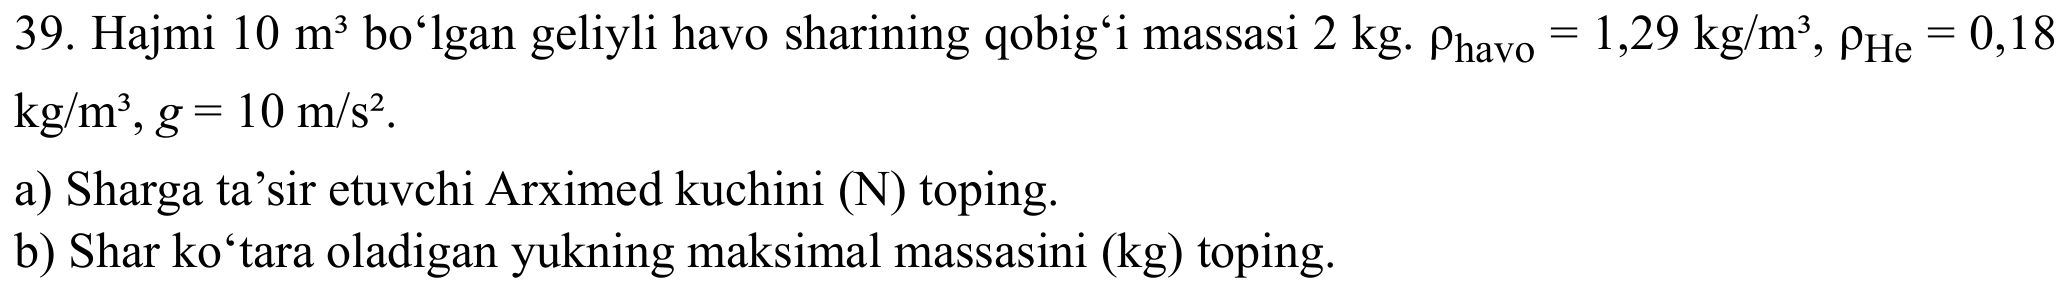 39. Hajmi 10 m³ bo‘lgan geliyli havo sharining qobig‘i massasi 2 kg. ρhavo = 1,29 kg/m³, ρHe = 0,18
kg/m³, g = 10 m/s².
a) Sharga ta’sir etuvchi Arximed kuchini (N) toping.
b) Shar ko‘tara oladigan yukning maksimal massasini (kg) toping.